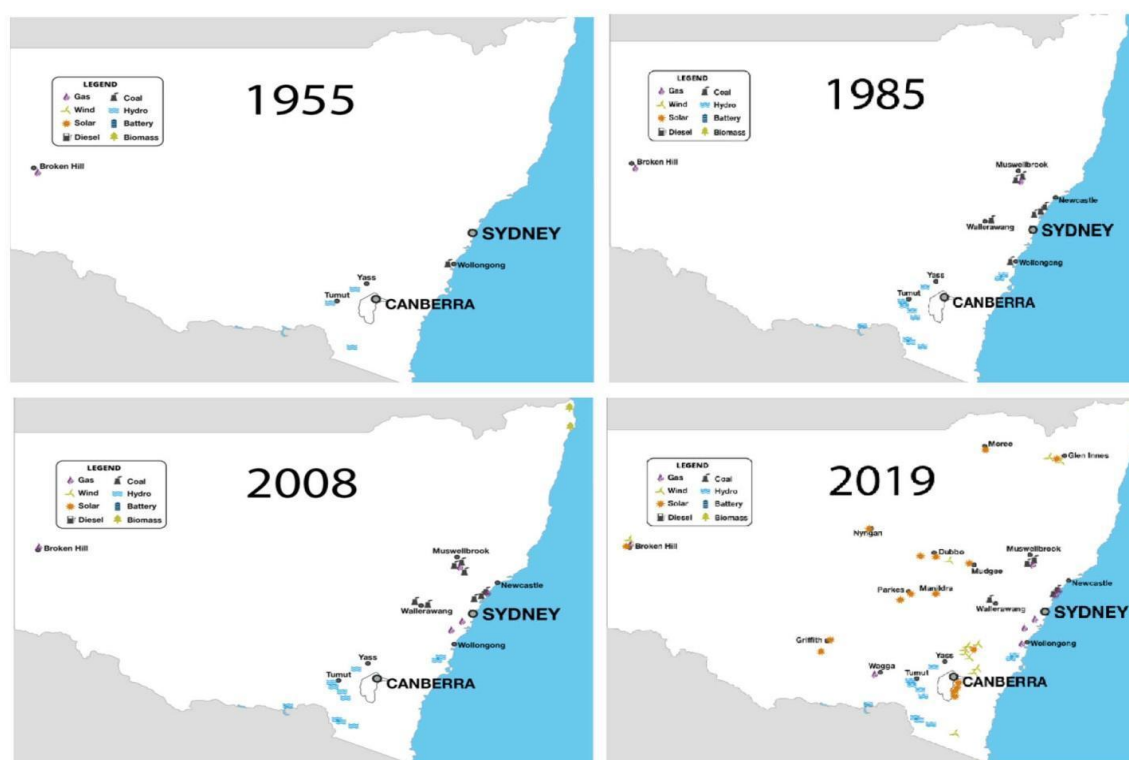 1955
LEGEND
Gas Coal
Wind Hydro
Solar Battery
Diesel Biomass
Broken Hill
SYDNEY
Wollongong
Yass
Tumut
CANBERRA
1985
LEGEND
Gas Coal
Wind Hydro
Solar Battery
Diesel Biomass
Broken Hill
Muswellbrook
Newcastle
Wallerawang
SYDNEY
Wollongong
Yass
Tumut
CANBERRA
2008
LEGEND
Gas Coal
Wind Hydro
Solar Battery
Diesel Biomass
Broken Hill
Muswellbrook
Newcastle
Wallerawang
SYDNEY
Wollongong
Yass
Tumut
CANBERRA
2019
Moree
Glen Innes
LEGEND
Gas Coal
Wind Hydro
Solar Battery
Diesel Biomass
Nyngan
Broken Hill
Dubbo
Muswellbrook
Mudgee
Newcastle
Parkes
Manildra
Wallerawang
SYDNEY
Griffith
Wollongong
Yass
Wagga
Tumut
CANBERRA